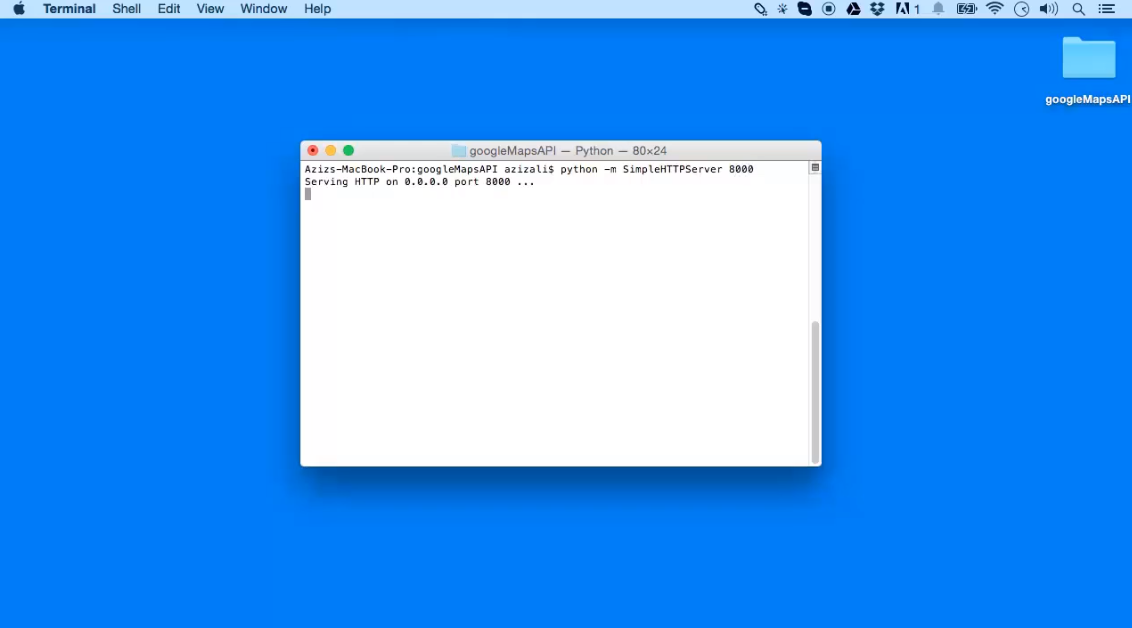 Terminal Shell Edit View Window Help 1
googleMapsAPI
googleMapsAPI — Python — 80×24
Azizs-MacBook-Pro:googleMapsAPI azizali$ python -m SimpleHTTPServer 8000
Serving HTTP on 0.0.0.0 port 8000 ...